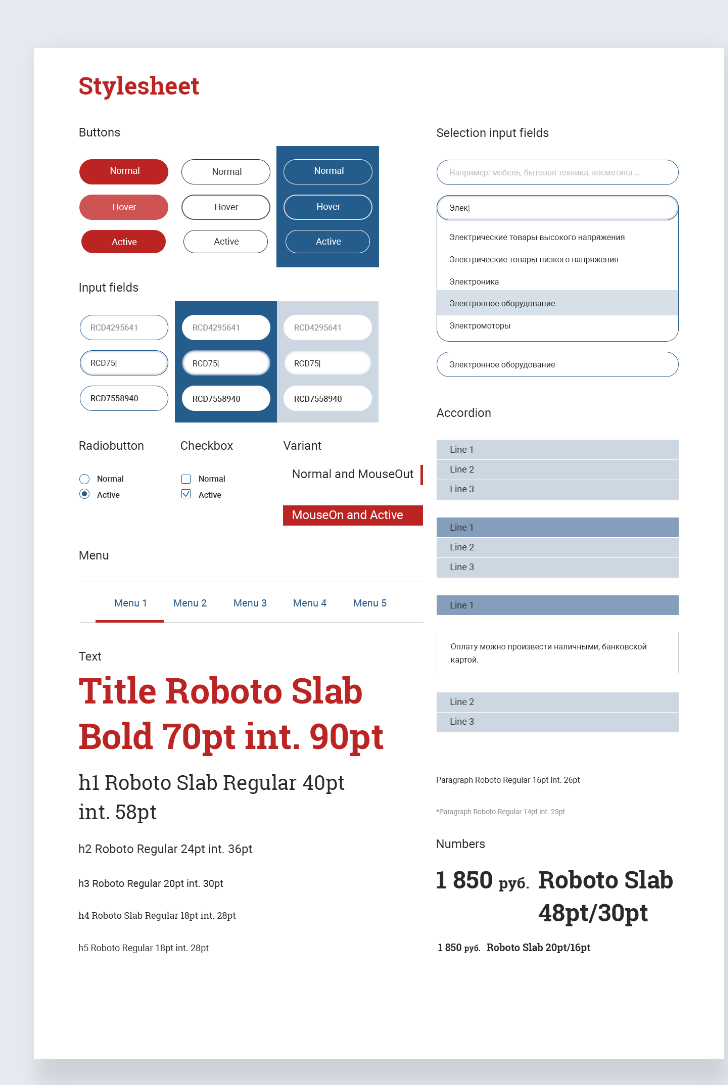 Stylesheet
Buttons
Normal
Normal
Normal
Hover
Hover
Hover
Active
Active
Active
Input fields
RCD4295641
RCD4295641
RCD4295641
RCD75|
RCD75|
RCD75|
RCD7558940
RCD7558940
RCD7558940
Radiobutton
Checkbox
Variant
Normal
Normal
Normal and MouseOut
Active
Active
MouseOn and Active
Menu
Menu 1
Menu 2
Menu 3
Menu 4
Menu 5
Text
Title Roboto Slab
Bold 70pt int. 90pt
h1 Roboto Slab Regular 40pt
int. 58pt
h2 Roboto Regular 24pt int. 36pt
h3 Roboto Regular 20pt int. 30pt
h4 Roboto Slab Regular 18pt int. 28pt
h5 Roboto Regular 18pt int. 28pt
Selection input fields
Например: мебель, бытовая техника, косметика ...
Элек|
Электрические товары высокого напряжения
Электрические товары низкого напряжения
Электроника
Электронное оборудование
Электромоторы
Электронное оборудование
Accordion
Line 1
Line 2
Line 3
Line 1
Line 2
Line 3
Line 1
Оплату можно произвести наличными, банковской
картой.
Line 2
Line 3
Paragraph Roboto Regular 16pt int. 26pt
*Paragraph Roboto Regular 14pt int. 23pt
Numbers
1 850 руб. Roboto Slab
48pt/30pt
1 850 руб. Roboto Slab 20pt/16pt